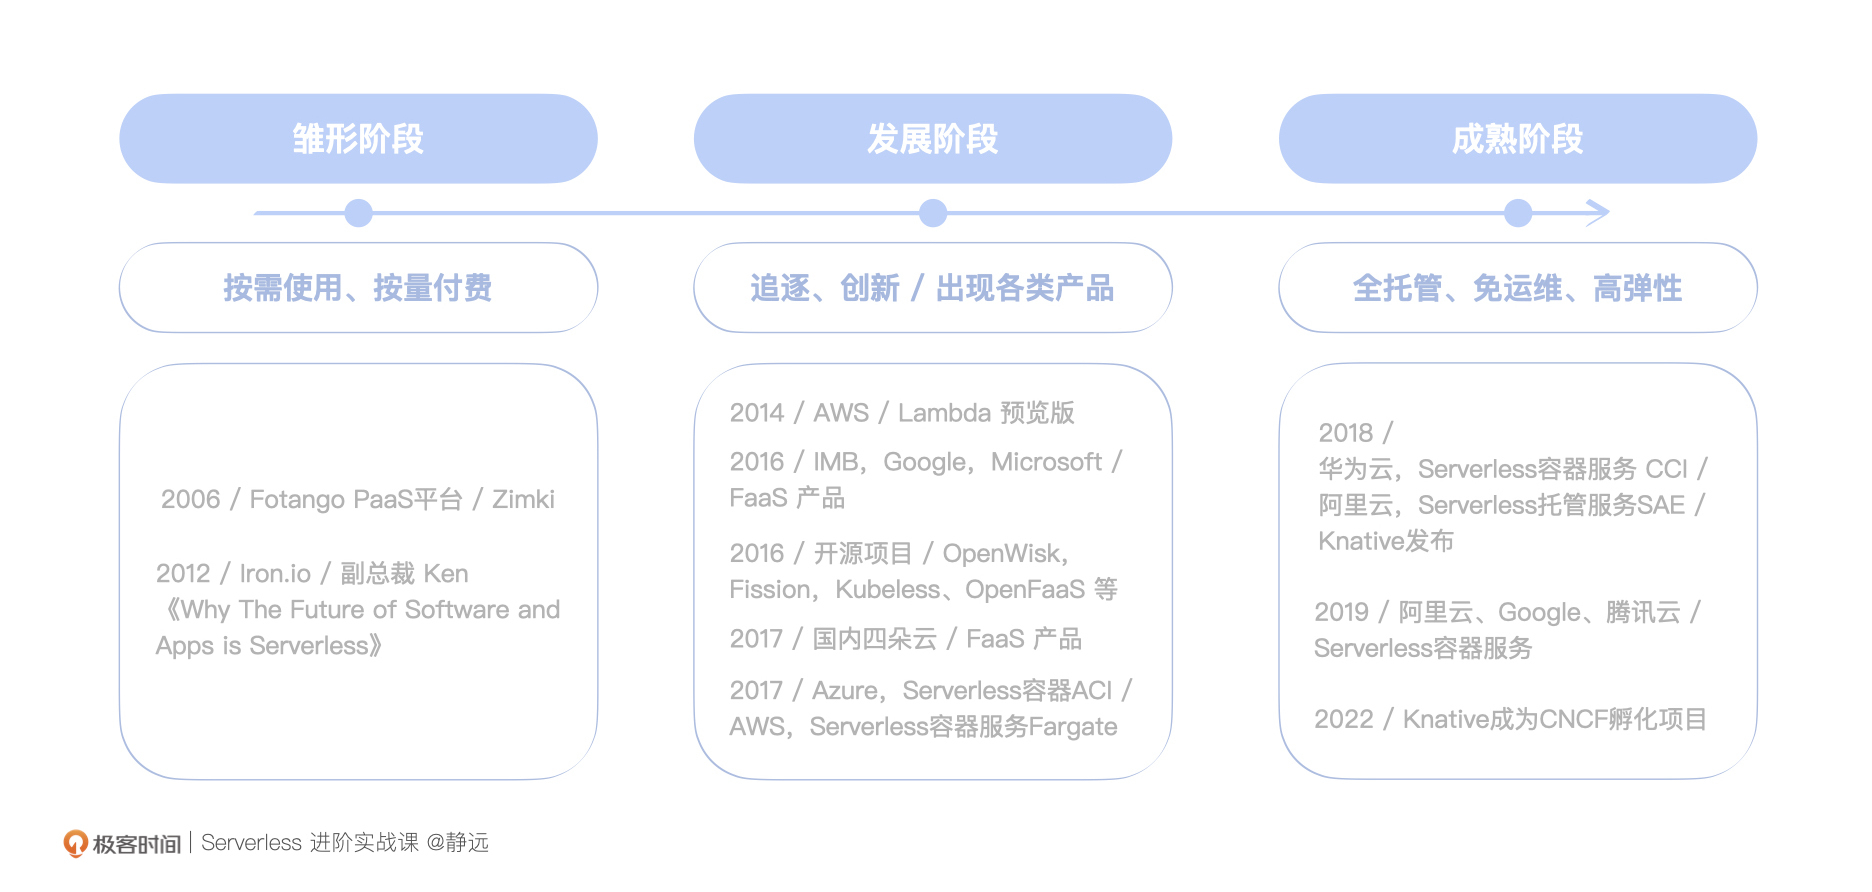 雏形阶段
发展阶段
成熟阶段
按需使用、按量付费
追逐、创新 / 出现各类产品
全托管、免运维、高弹性
2006 / Fotango PaaS平台 / Zimki
2012 / Iron.io / 副总裁 Ken
《Why The Future of Software and
Apps is Serverless》
2014 / AWS / Lambda 预览版
2016 / IMB，Google，Microsoft /
FaaS 产品
2016 / 开源项目 / OpenWisk，
Fission，Kubeless、OpenFaaS 等
2017 / 国内四朵云 / FaaS 产品
2017 / Azure，Serverless容器ACI /
AWS，Serverless容器服务Fargate
2018 /
华为云，Serverless容器服务 CCI /
阿里云，Serverless托管服务SAE /
Knative发布
2019 / 阿里云、Google、腾讯云 /
Serverless容器服务
2022 / Knative成为CNCF孵化项目
极客时间 | Serverless 进阶实战课 @静远